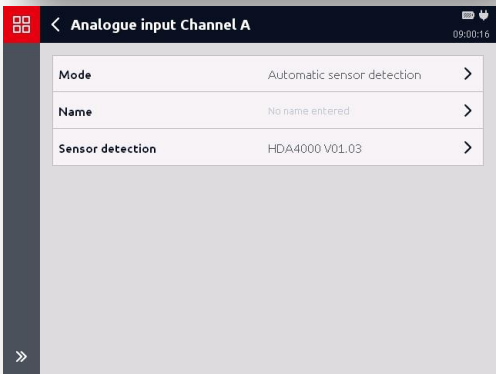 Analogue input Channel A
09:00:16
Mode Automatic sensor detection
Name No name entered
Sensor detection HDA4000 V01.03